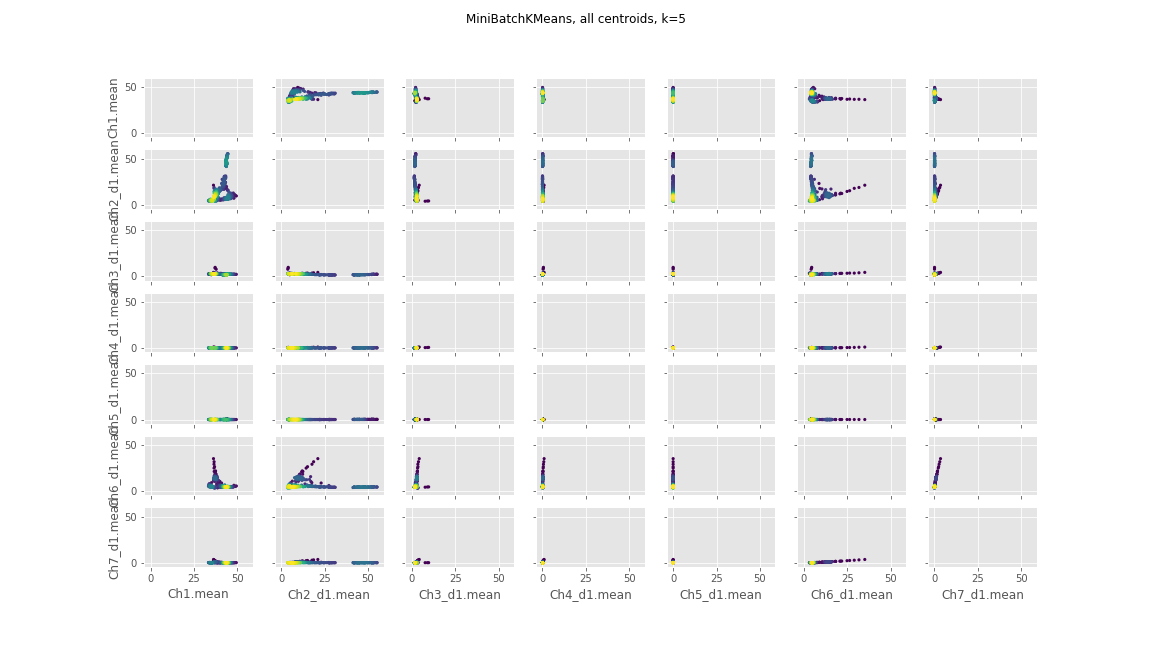 MiniBatchKMeans, all centroids, k=5
Ch1.mean
50
0
Ch2_d1.mean
50
0
Ch3_d1.mean
50
0
Ch4_d1.mean
50
0
Ch5_d1.mean
50
0
Ch6_d1.mean
50
0
Ch7_d1.mean
50
0
0 25 50 0 25 50 0 25 50 0 25 50 0 25 50 0 25 50 0 25 50
Ch1.mean Ch2_d1.mean Ch3_d1.mean Ch4_d1.mean Ch5_d1.mean Ch6_d1.mean Ch7_d1.mean